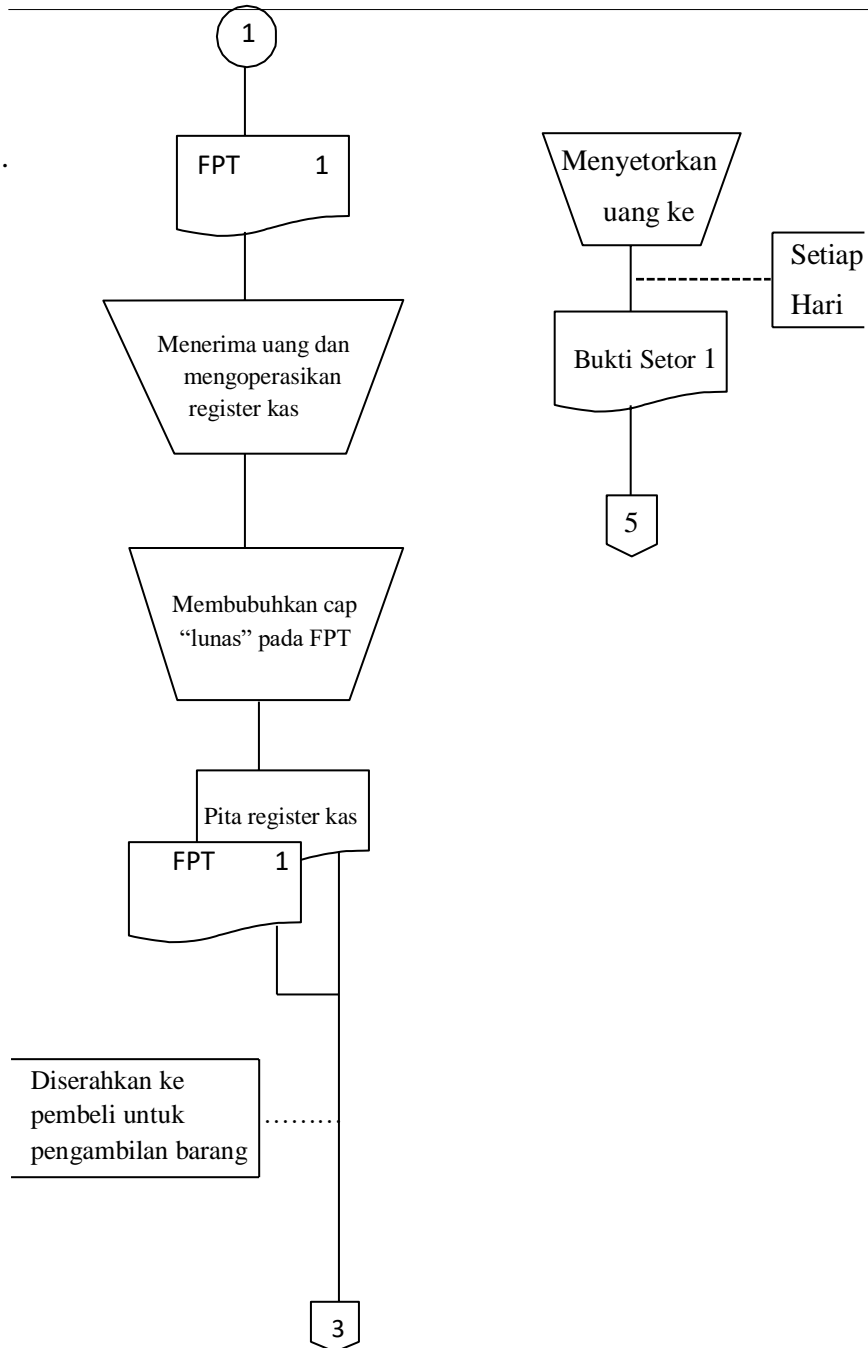 1
FPT 1
Menerima uang dan
mengoperasikan
register kas
Membubuhkan cap
“lunas” pada FPT
Pita register kas
FPT 1
Diserahkan ke
pembeli untuk
pengambilan barang
3
Menyetorkan
uang ke
Setiap
Hari
Bukti Setor 1
5